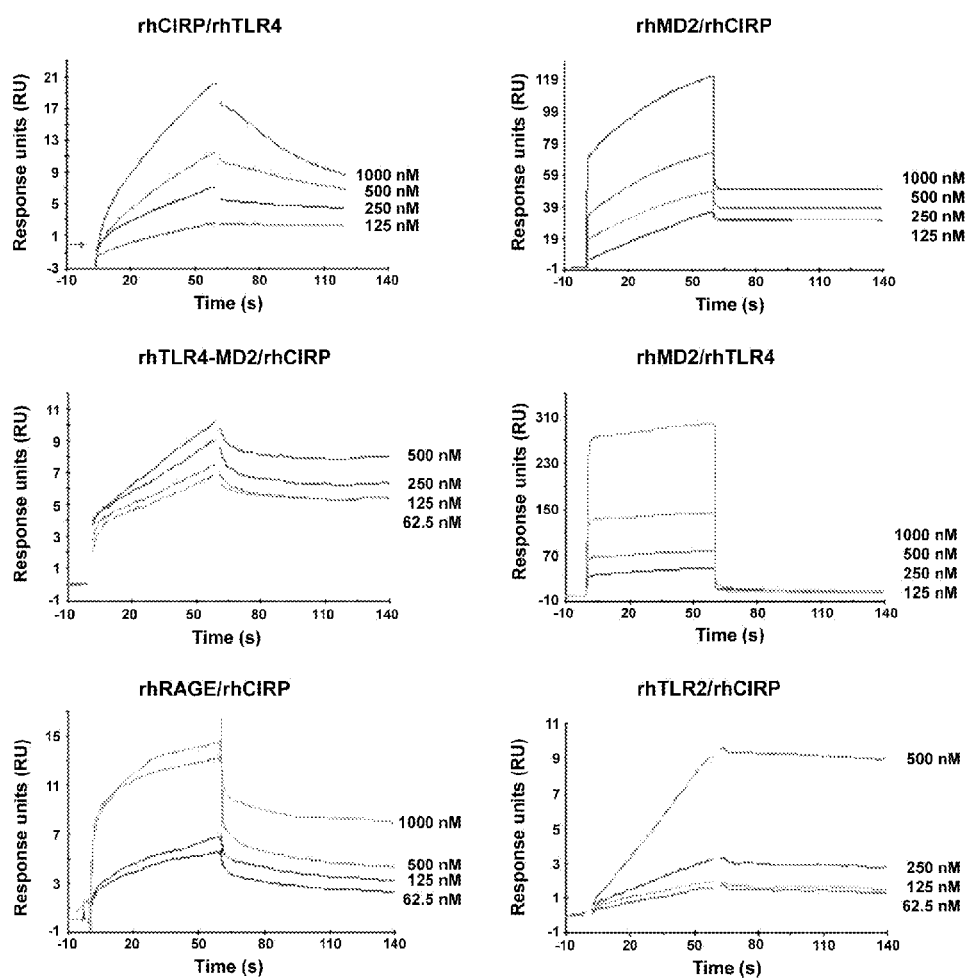 rhCIRP/rhTLR4
Response units (RU)
21
17
13
9
5
1
-3
-10
20
50
80
110
140
Time (s)
1000 nM
500 nM
250 nM
125 nM
rhMD2/rhCIRP
Response units (RU)
119
99
79
59
39
19
-1
-10
20
50
80
110
140
Time (s)
1000 nM
500 nM
250 nM
125 nM
rhTLR4-MD2/rhCIRP
Response units (RU)
11
9
7
5
3
1
-1
-10
20
50
80
110
140
Time (s)
500 nM
250 nM
125 nM
62.5 nM
rhMD2/rhTLR4
Response units (RU)
310
230
150
70
-10
-10
20
50
80
110
140
Time (s)
1000 nM
500 nM
250 nM
125 nM
rhRAGE/rhCIRP
Response units (RU)
15
11
7
3
-1
-10
20
50
80
110
140
Time (s)
1000 nM
500 nM
125 nM
62.5 nM
rhTLR2/rhCIRP
Response units (RU)
11
9
7
5
3
1
-1
-10
20
50
80
110
140
Time (s)
500 nM
250 nM
125 nM
62.5 nM